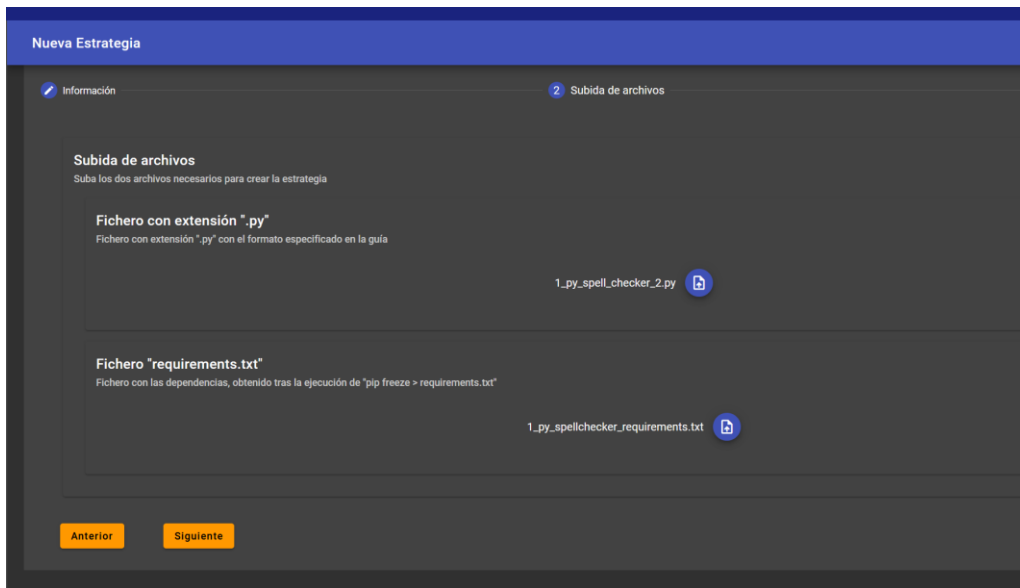 Nueva Estrategia
Información
2 Subida de archivos
Subida de archivos
Suba los dos archivos necesarios para crear la estrategia
Fichero con extensión ".py"
Fichero con extensión ".py" con el formato especificado en la guía
1_py_spell_checker_2.py
Fichero "requirements.txt"
Fichero con las dependencias, obtenido tras la ejecución de "pip freeze > requirements.txt"
1_py_spellchecker_requirements.txt
Anterior
Siguiente